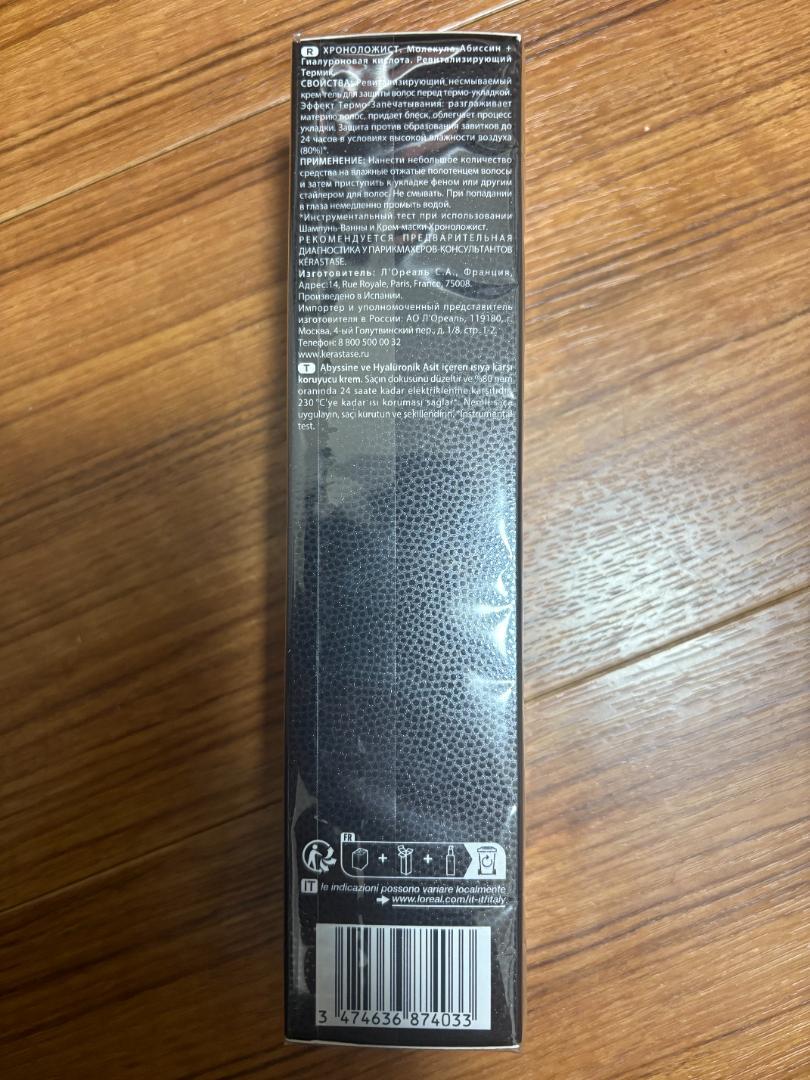 R ХРОНОЛОЖИСТ, Молекула Абиссин +
Гиалуроновая кислота. Ревитализирующий
Термик.
СВОЙСТВА: Ревитализирующий, несмываемый
крем-гель для защиты волос перед термо-укладкой.
Эффект Термо-Запечатывания: разглаживает
материю волос, придает блеск, облегчает процесс
укладки. Защита против образования завитков до
24 часов в условиях высокой влажности воздуха
(80%)*.
ПРИМЕНЕНИЕ: Нанести небольшое количество
средства на влажные отжатые полотенцем волосы
и затем приступить к укладке феном или другим
стайлером для волос. Не смывать. При попадании
в глаза немедленно промыть водой.
*Инструментальный тест при использовании
Шампунь-Ванны и Крем-маски Хроноложист.
РЕКОМЕНДУЕТСЯ ПРЕДВАРИТЕЛЬНАЯ
ДИАГНОСТИКА У ПАРИКМАХЕРОВ-КОНСУЛЬТАНТОВ
KÉRASTASE.
Изготовитель: Л'Ореаль С.А., Франция,
Адрес:14, Rue Royale, Paris, France, 75008.
Произведено в Испании.
Импортер и уполномоченный представитель
изготовителя в России: АО Л'Ореаль, 119180, г.
Москва, 4-ый Голутвинский пер., д. 1/8, стр. 1-2.
Телефон: 8 800 500 00 32
www.kerastase.ru
T Abyssine ve Hyalüronik Asit içeren ısıya karşı
koruyucu krem. Saçın dokusunu düzeltir ve %80 nem
oranında 24 saate kadar elektriklenme karşıtıdır.
230 °C'ye kadar ısı koruması sağlar*. Nemli saça
uygulayın, saçı kurutun ve şekillendirin. *Instrumental
test.
FR
IT le indicazioni possono variare localmente
www.loreal.com/it-it/italy.
3 474636 874033